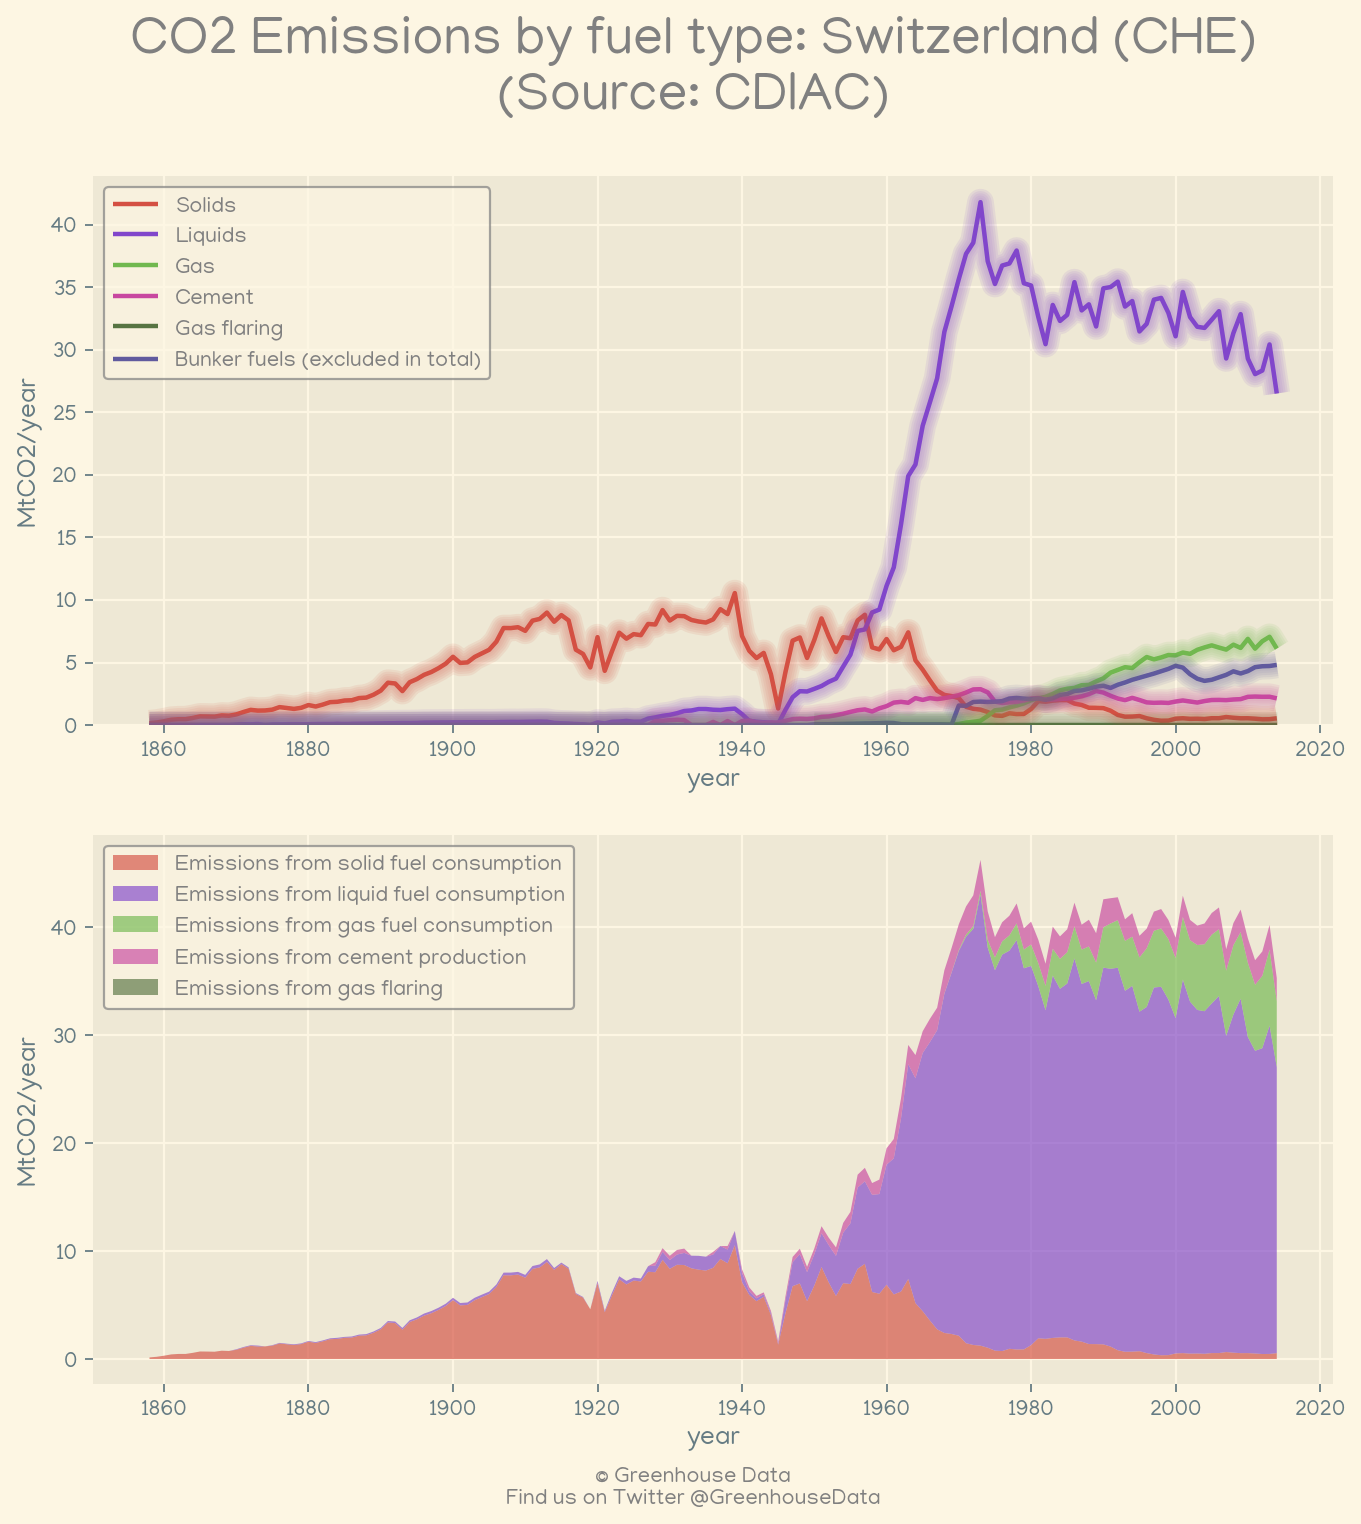 CO2 Emissions by fuel type: Switzerland (CHE)
(Source: CDIAC)
Solids
Liquids
Gas
Cement
Gas flaring
Bunker fuels (excluded in total)
MtCO2/year
40
35
30
25
20
15
10
5
0
1860 1880 1900 1920 1940 1960 1980 2000 2020
year
Emissions from solid fuel consumption
Emissions from liquid fuel consumption
Emissions from gas fuel consumption
Emissions from cement production
Emissions from gas flaring
MtCO2/year
40
30
20
10
0
1860 1880 1900 1920 1940 1960 1980 2000 2020
year
© Greenhouse Data
Find us on Twitter @GreenhouseData